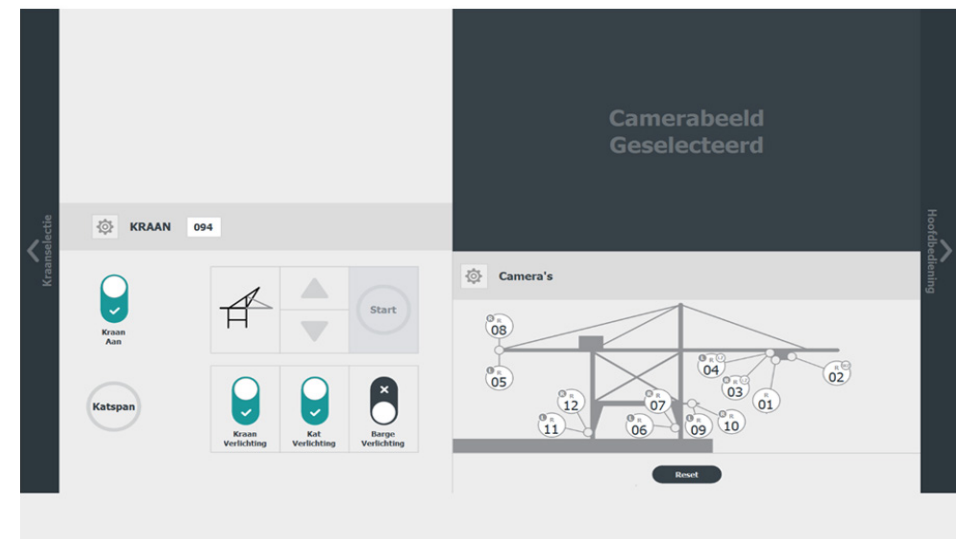 Kraanselectie
Camerabeeld
Geselecteerd
Hoofdbediening
KRAAN 094
Camera's
Kraan
Aan
Start
Katspan
Kraan
Verlichting
Kat
Verlichting
Barge
Verlichting
R
08
R
05
R
04
R
03
R
01
R
02
R
12
R
11
R
07
R
06
R
09
R
10
Reset